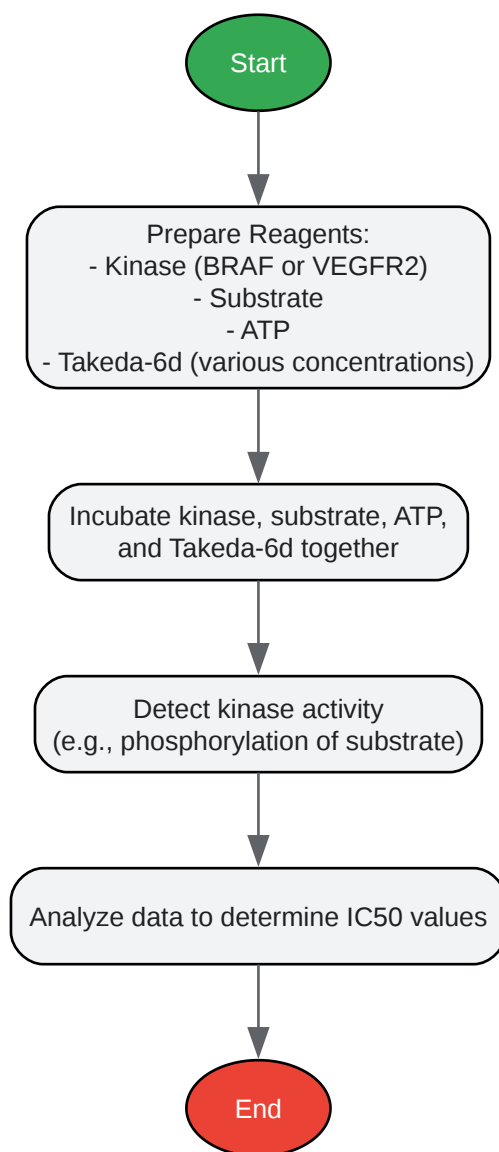 Start
Prepare Reagents:
- Kinase (BRAF or VEGFR2)
- Substrate
- ATP
- Takeda-6d (various concentrations)
Incubate kinase, substrate, ATP,
and Takeda-6d together
Detect kinase activity
(e.g., phosphorylation of substrate)
Analyze data to determine IC50 values
End